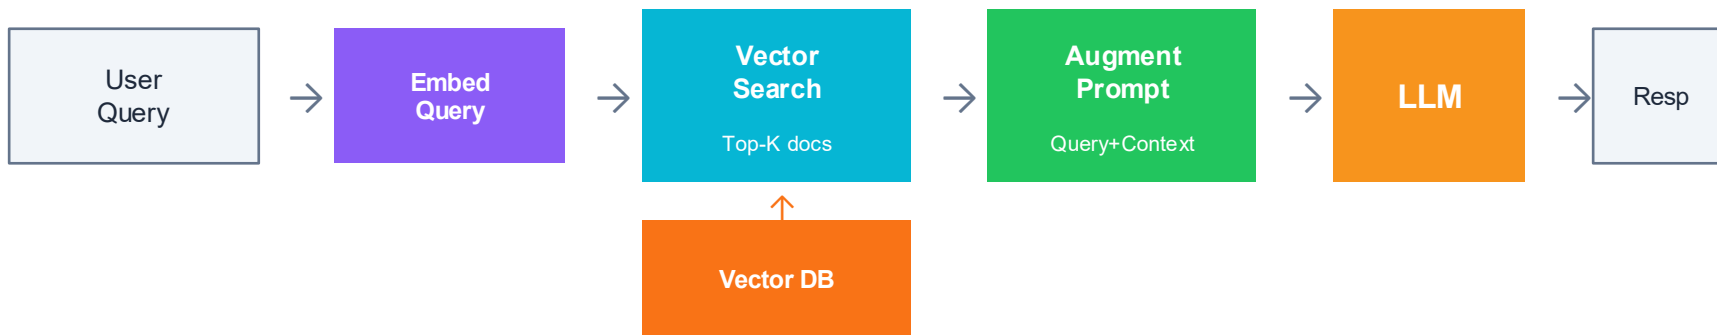 User
Query
Embed
Query
Vector
Search
Top-K docs
Vector DB
Augment
Prompt
Query+Context
LLM
Resp